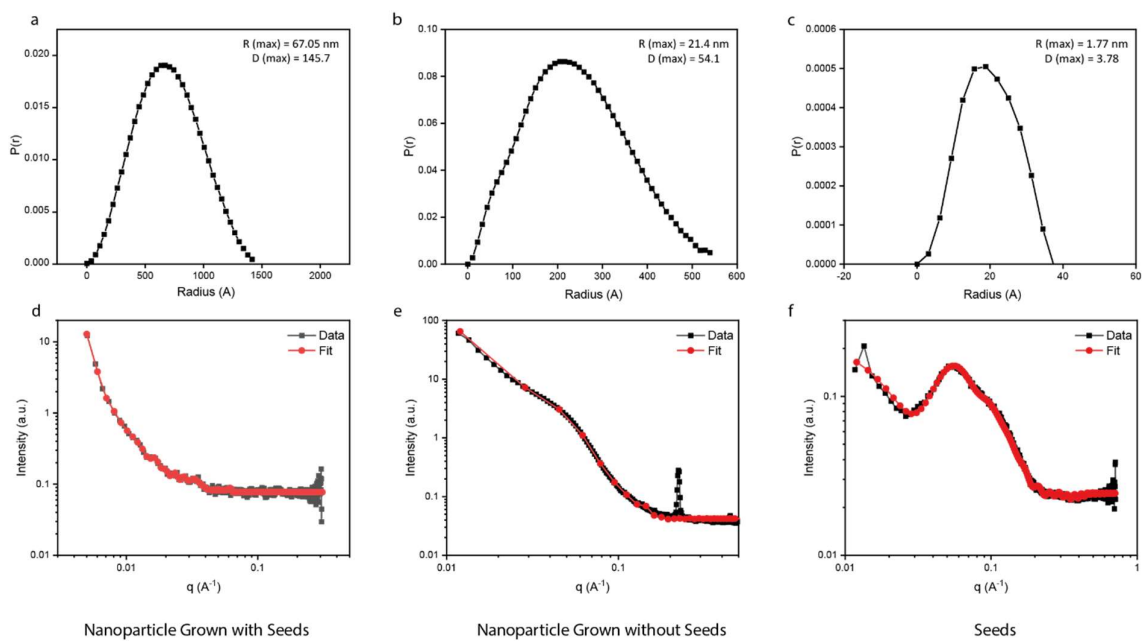 a
R (max) = 67.05 nm
D (max) = 145.7
0.020
0.015
0.010
0.005
0.000
P(r)
0
500
1000
1500
2000
Radius (A)
b
R (max) = 21.4 nm
D (max) = 54.1
0.10
0.08
0.06
0.04
0.02
0.00
P(r)
0
100
200
300
400
500
600
Radius (A)
c
R (max) = 1.77 nm
D (max) = 3.78
0.0006
0.0005
0.0004
0.0003
0.0002
0.0001
0.0000
P(r)
-20
0
20
40
60
Radius (A)
d
Data
Fit
10
1
0.1
0.01
Intensity (a.u.)
0.01
0.1
q (A-1)
e
Data
Fit
100
10
1
0.1
0.01
Intensity (a.u.)
0.1
q (A-1)
f
Data
Fit
0.1
0.01
Intensity (a.u.)
0.01
0.1
1
q (A-1)
Nanoparticle Grown with Seeds
Nanoparticle Grown without Seeds
Seeds